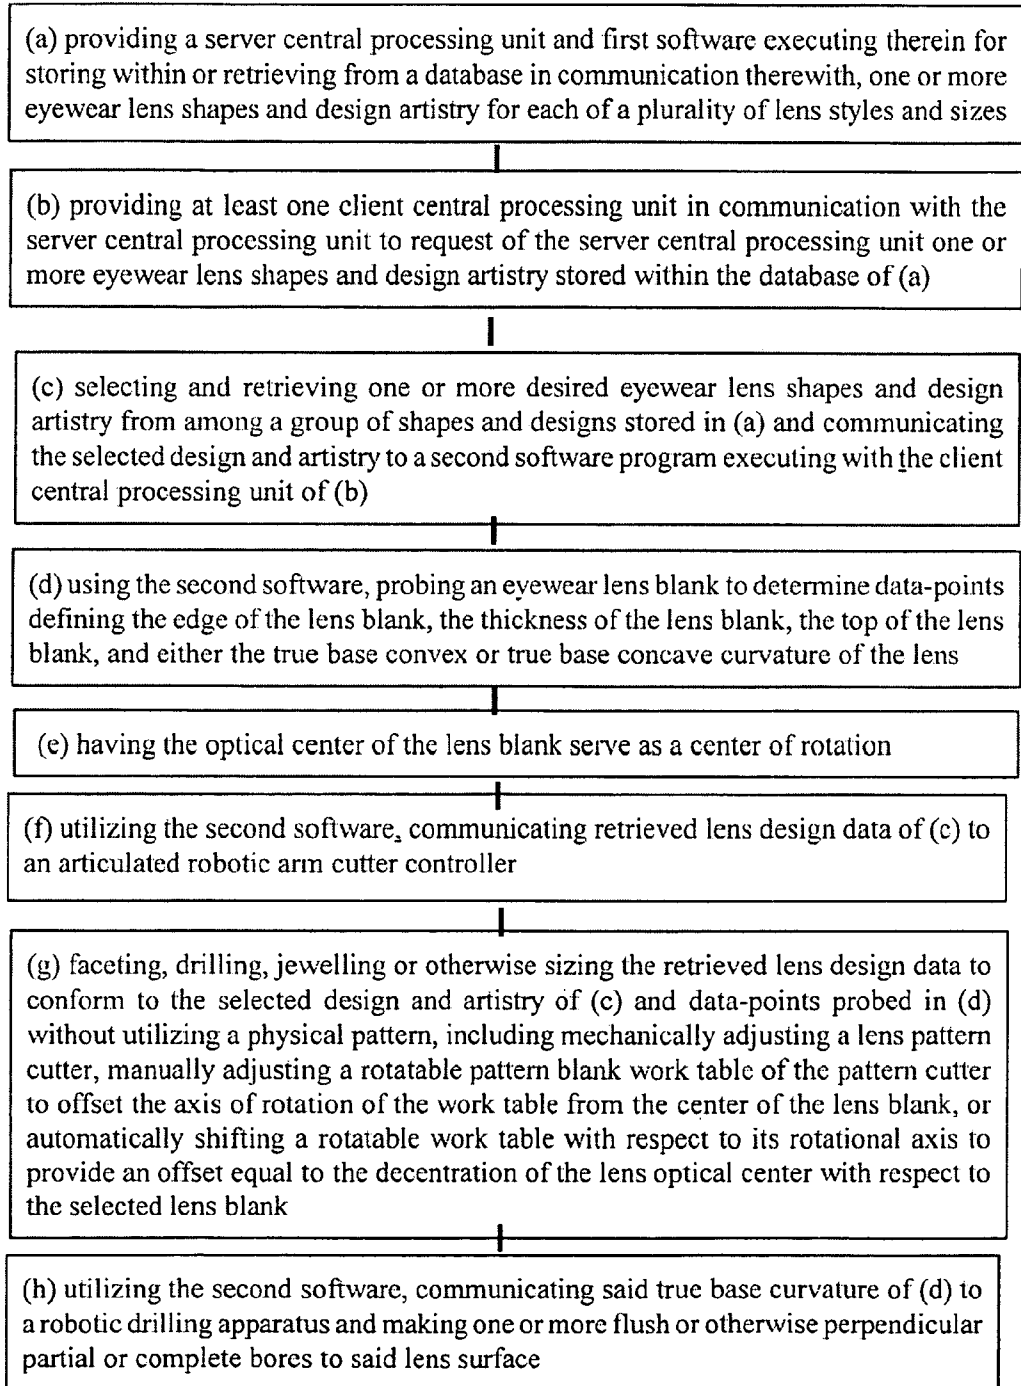 (a) providing a server central processing unit and first software executing therein for
storing within or retrieving from a database in communication therewith, one or more
eyewear lens shapes and design artistry for each of a plurality of lens styles and sizes
(b) providing at least one client central processing unit in communication with the
server central processing unit to request of the server central processing unit one or
more eyewear lens shapes and design artistry stored within the database of (a)
(c) selecting and retrieving one or more desired eyewear lens shapes and design
artistry from among a group of shapes and designs stored in (a) and communicating
the selected design and artistry to a second software program executing with the client
central processing unit of (b)
(d) using the second software, probing an eyewear lens blank to determine data-points
defining the edge of the lens blank, the thickness of the lens blank, the top of the lens
blank, and either the true base convex or true base concave curvature of the lens
(e) having the optical center of the lens blank serve as a center of rotation
(f) utilizing the second software, communicating retrieved lens design data of (c) to
an articulated robotic arm cutter controller
(g) faceting, drilling, jewelling or otherwise sizing the retrieved lens design data to
conform to the selected design and artistry of (c) and data-points probed in (d)
without utilizing a physical pattern, including mechanically adjusting a lens pattern
cutter, manually adjusting a rotatable pattern blank work table of the pattern cutter
to offset the axis of rotation of the work table from the center of the lens blank, or
automatically shifting a rotatable work table with respect to its rotational axis to
provide an offset equal to the decentration of the lens optical center with respect to
the selected lens blank
(h) utilizing the second software, communicating said true base curvature of (d) to
a robotic drilling apparatus and making one or more flush or otherwise perpendicular
partial or complete bores to said lens surface